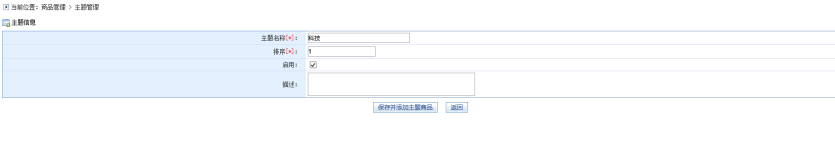 当前位置：商品管理 > 主题管理
主题信息
主题名称[*]： 科技
排序[*]： 1
启用：
描述：
保存并添加主题商品 返回